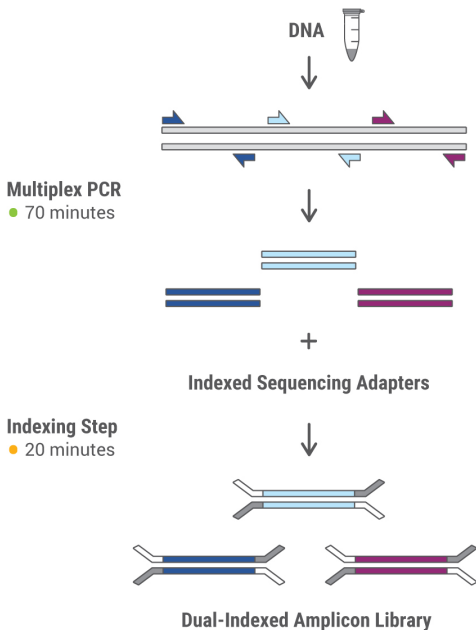 DNA
Multiplex PCR
70 minutes
+
Indexed Sequencing Adapters
Indexing Step
20 minutes
Dual-Indexed Amplicon Library